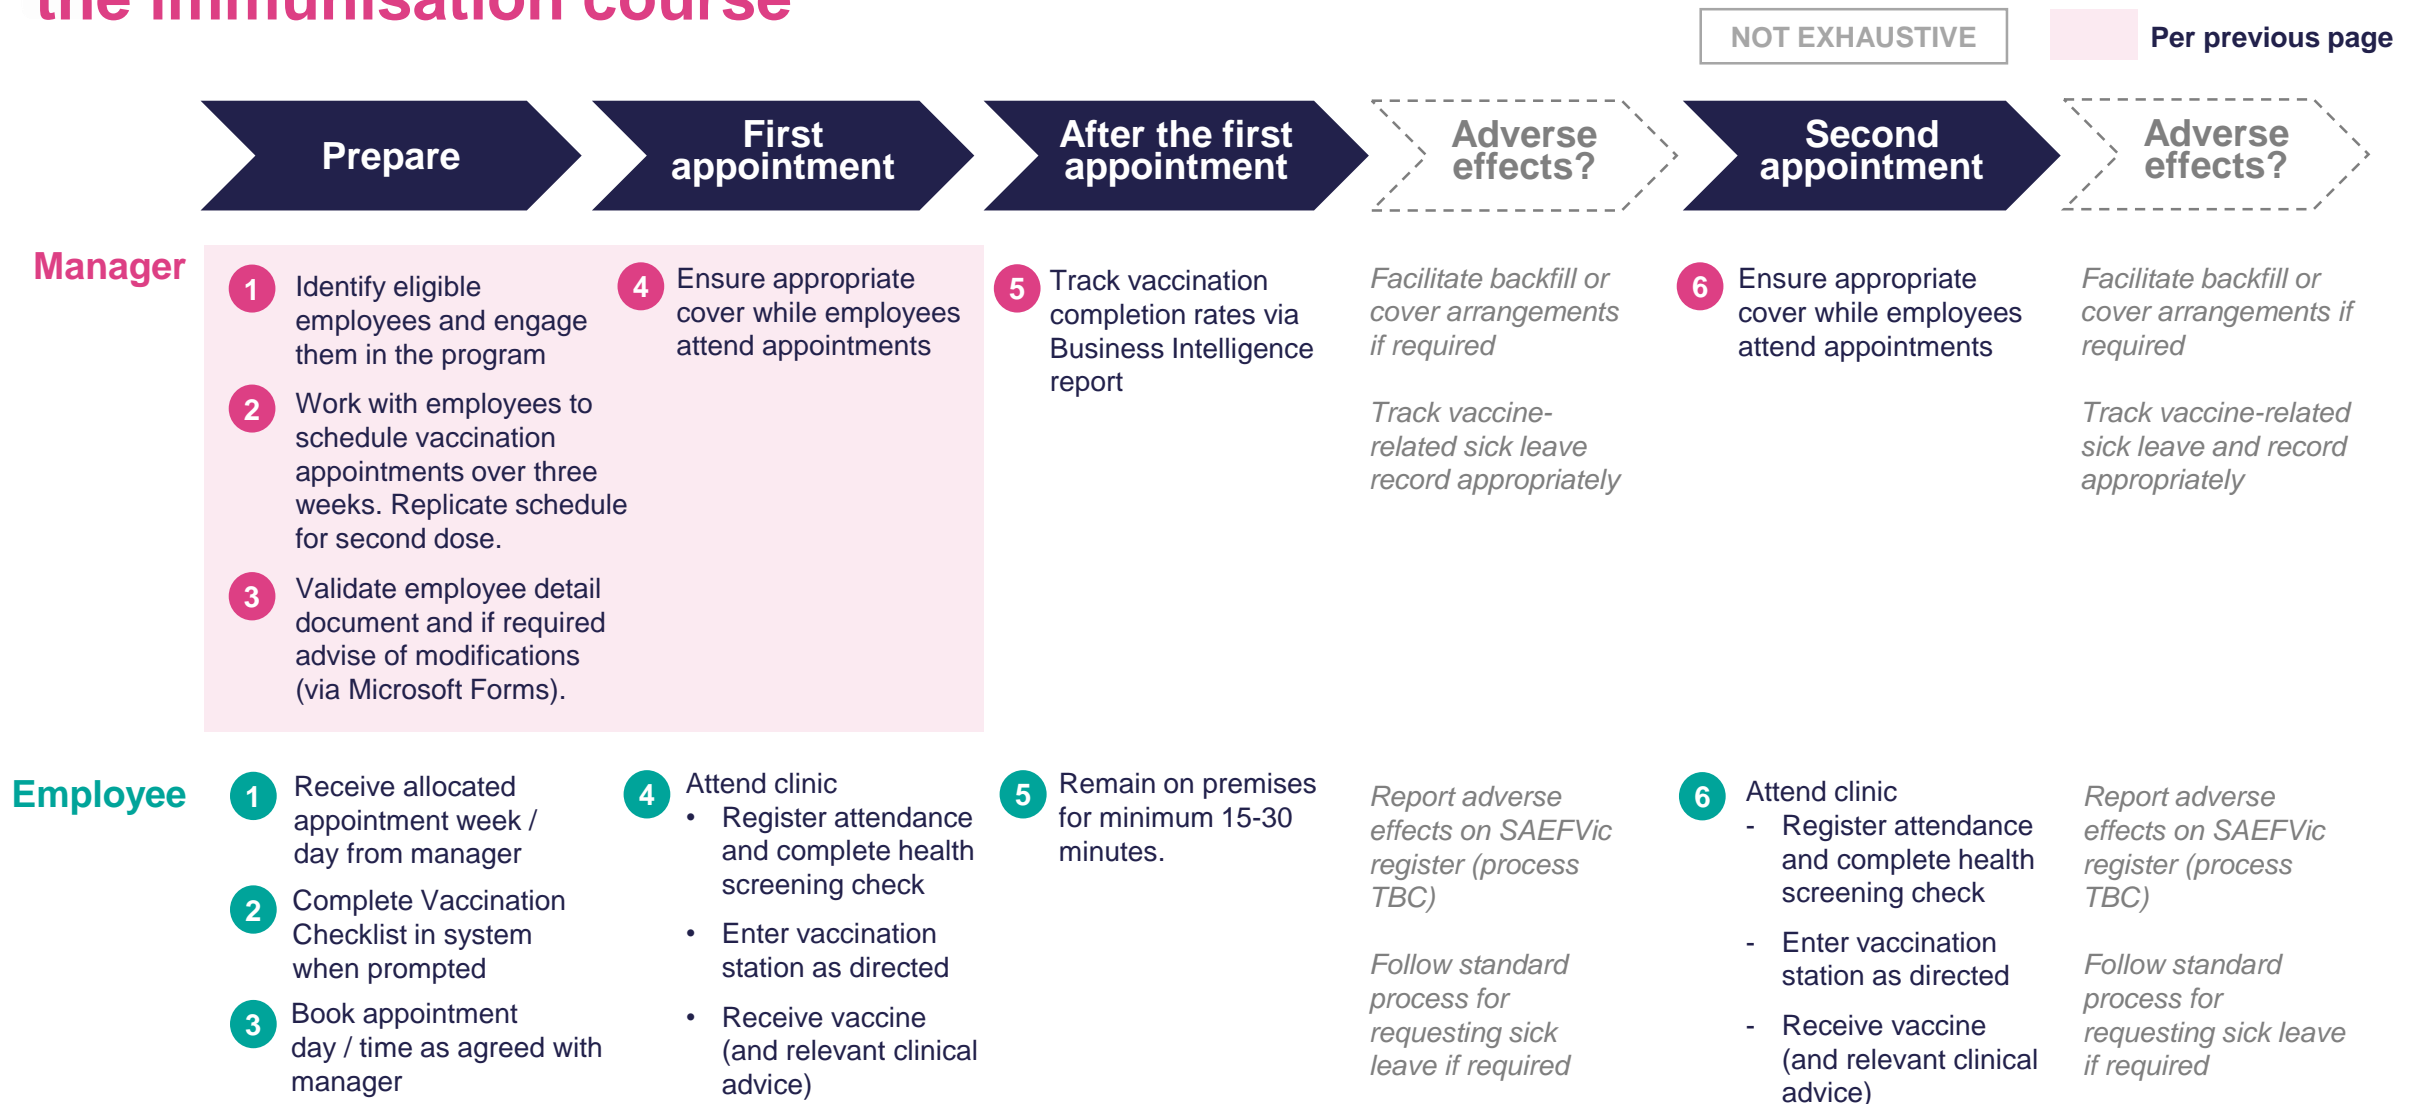 the immunisation course
NOT EXHAUSTIVE
Per previous page
Prepare
First
appointment
After the first
appointment
Adverse
effects?
Second
appointment
Adverse
effects?
Manager
1 Identify eligible
employees and engage
them in the program
2 Work with employees to
schedule vaccination
appointments over three
weeks. Replicate schedule
for second dose.
3 Validate employee detail
document and if required
advise of modifications
(via Microsoft Forms).
4 Ensure appropriate
cover while employees
attend appointments
5 Track vaccination
completion rates via
Business Intelligence
report
Facilitate backfill or
cover arrangements
if required
Track vaccine-
related sick leave
record appropriately
6 Ensure appropriate
cover while employees
attend appointments
Facilitate backfill or
cover arrangements if
required
Track vaccine-related
sick leave and record
appropriately
Employee
1 Receive allocated
appointment week /
day from manager
2 Complete Vaccination
Checklist in system
when prompted
3 Book appointment
day / time as agreed with
manager
4 Attend clinic
• Register attendance
and complete health
screening check
• Enter vaccination
station as directed
• Receive vaccine
(and relevant clinical
advice)
5 Remain on premises
for minimum 15-30
minutes.
Report adverse
effects on SAEFVic
register (process
TBC)
Follow standard
process for
requesting sick
leave if required
6 Attend clinic
- Register attendance
and complete health
screening check
- Enter vaccination
station as directed
- Receive vaccine
(and relevant clinical
advice)
Report adverse
effects on SAEFVic
register (process
TBC)
Follow standard
process for
requesting sick leave
if required